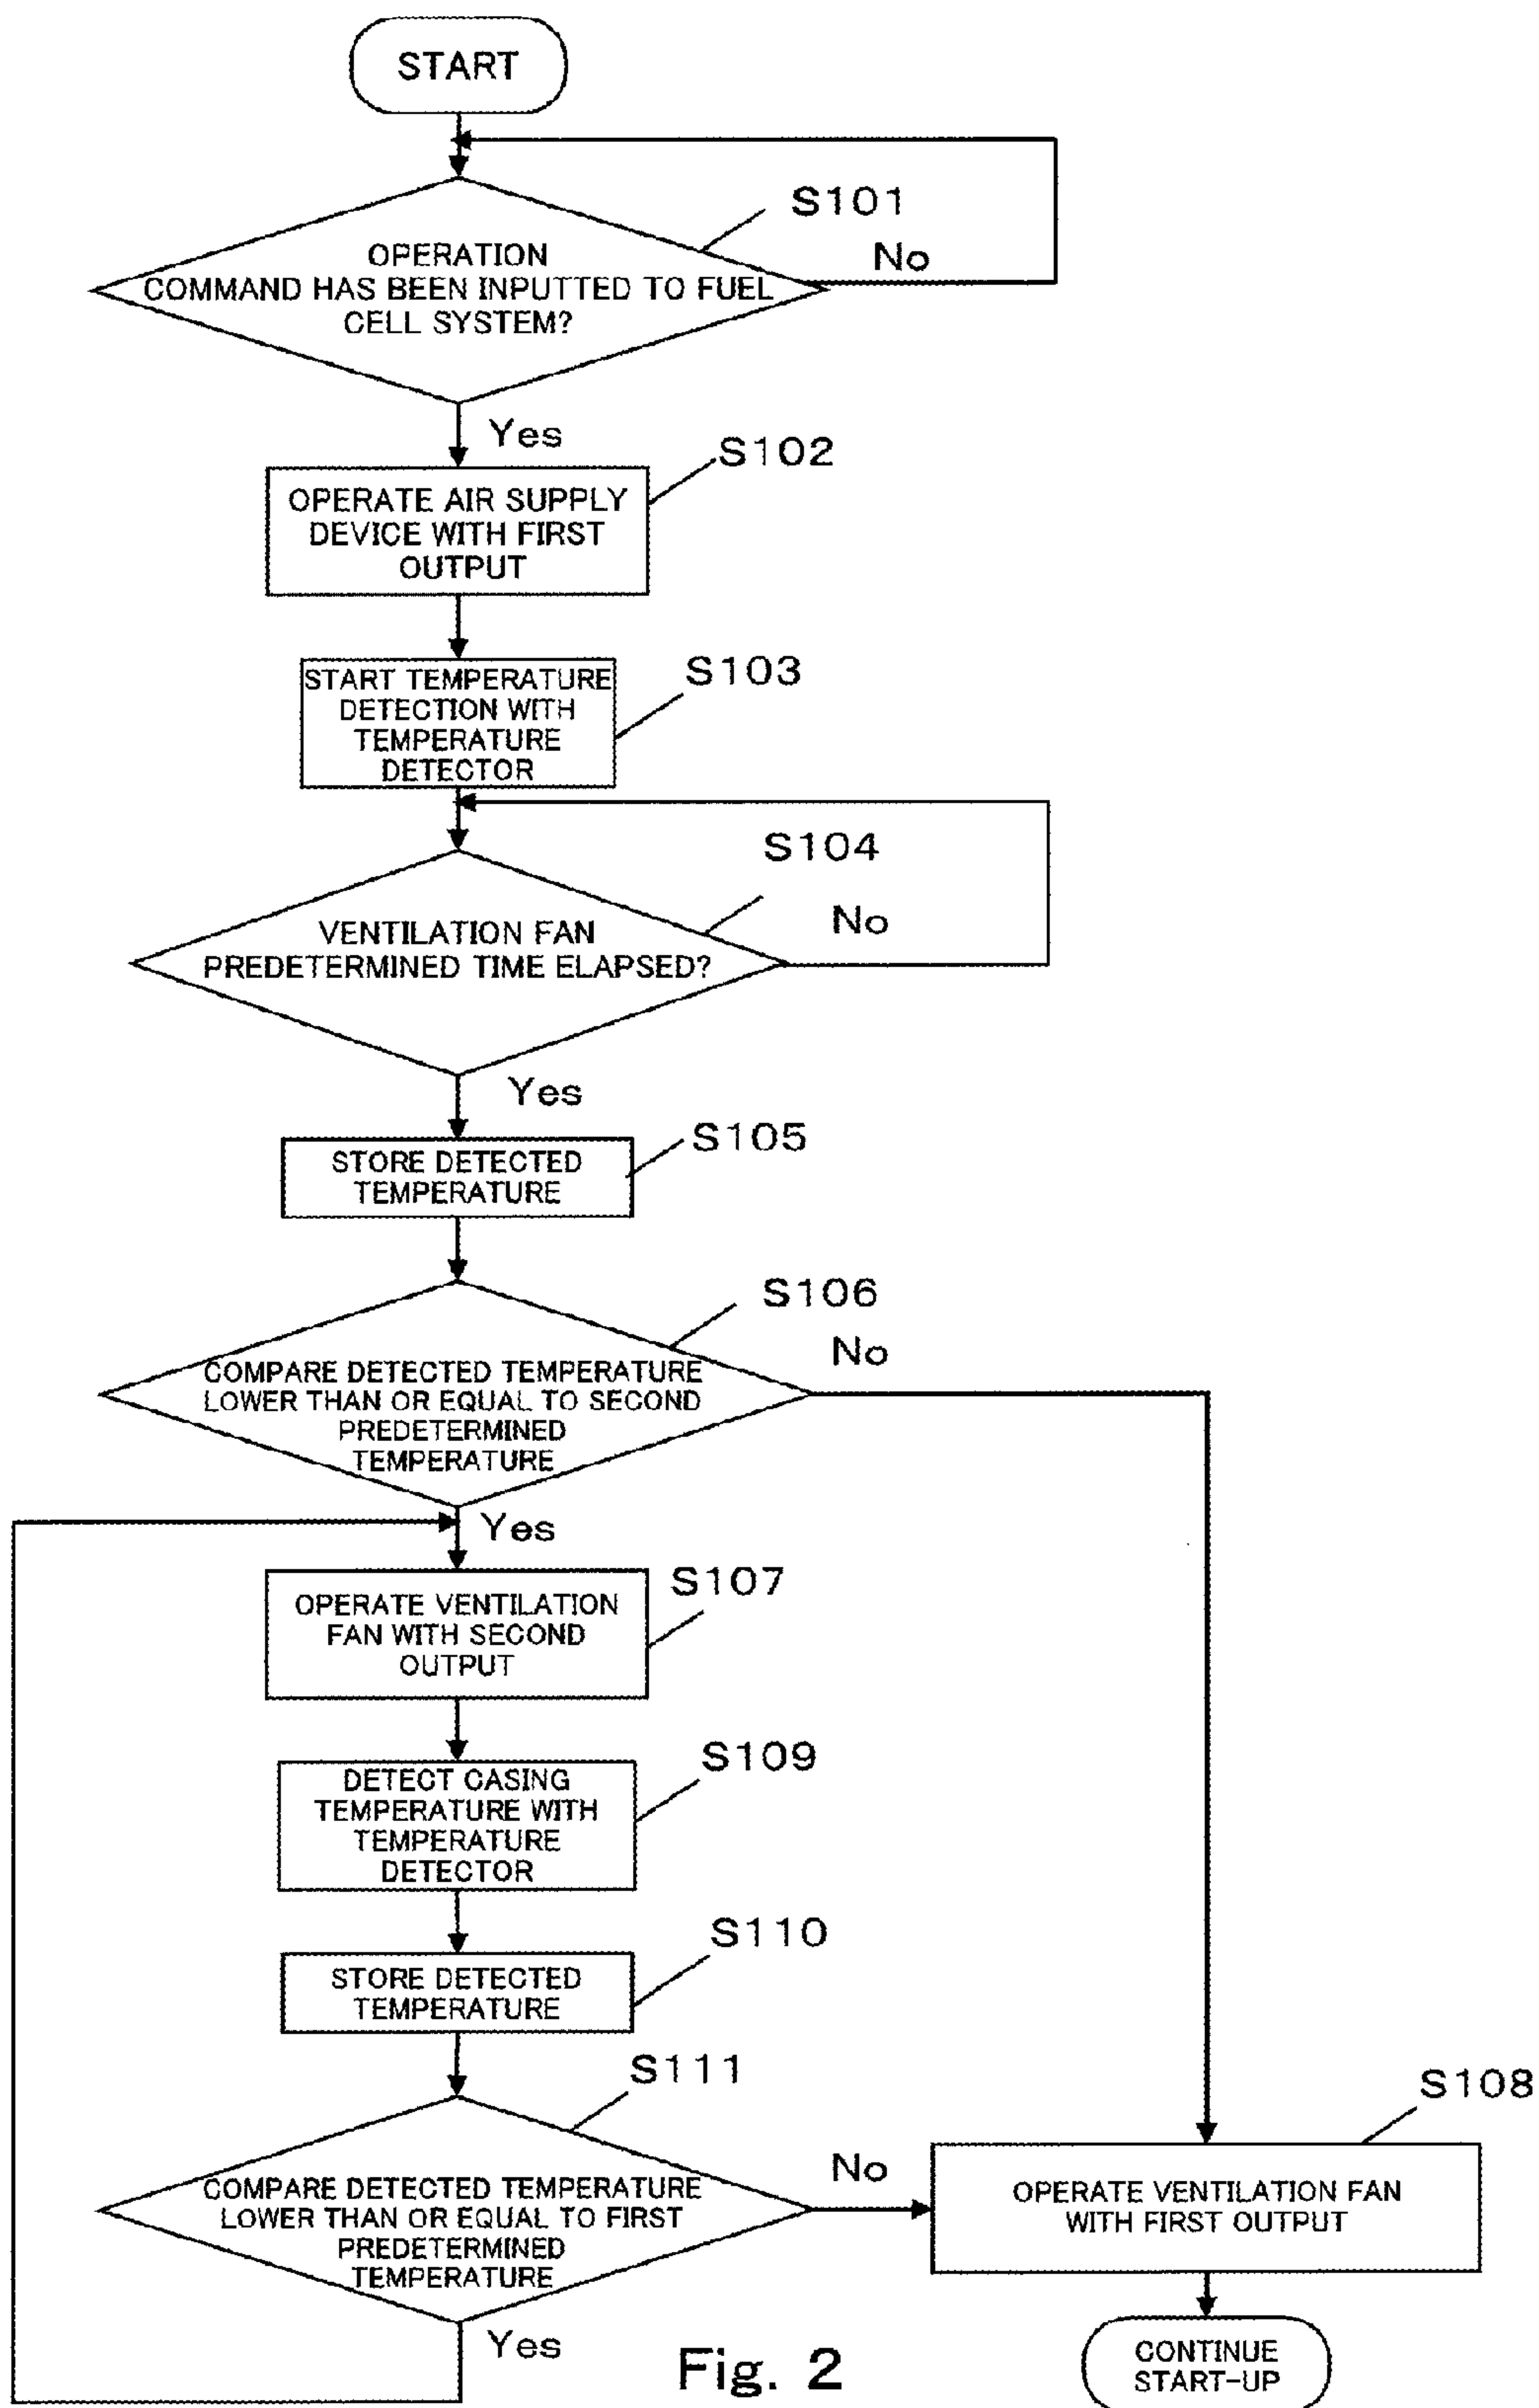 START
S101
OPERATION
COMMAND HAS BEEN INPUTTED TO FUEL
CELL SYSTEM?
No
Yes
S102
OPERATE AIR SUPPLY
DEVICE WITH FIRST
OUTPUT
S103
START TEMPERATURE
DETECTION WITH
TEMPERATURE
DETECTOR
S104
VENTILATION FAN
PREDETERMINED TIME ELAPSED?
No
Yes
S105
STORE DETECTED
TEMPERATURE
S106
COMPARE DETECTED TEMPERATURE
LOWER THAN OR EQUAL TO SECOND
PREDETERMINED
TEMPERATURE
No
Yes
S107
OPERATE VENTILATION
FAN WITH SECOND
OUTPUT
S109
DETECT CASING
TEMPERATURE WITH
TEMPERATURE
DETECTOR
S110
STORE DETECTED
TEMPERATURE
S111
COMPARE DETECTED TEMPERATURE
LOWER THAN OR EQUAL TO FIRST
PREDETERMINED
TEMPERATURE
No
Yes
S108
OPERATE VENTILATION FAN
WITH FIRST OUTPUT
CONTINUE
START-UP
Fig. 2